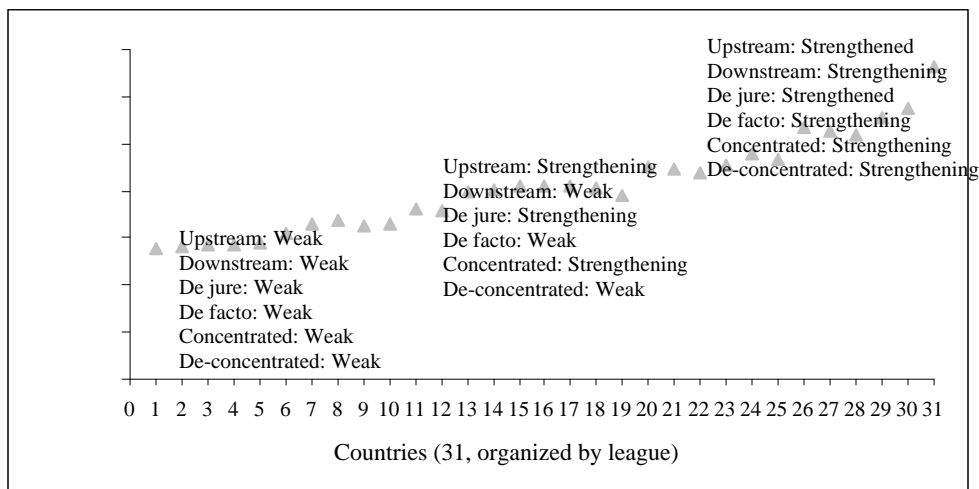 Upstream: Strengthened
Downstream: Strengthening
De jure: Strengthened
De facto: Strengthening
Concentrated: Strengthening
De-concentrated: Strengthening
Upstream: Strengthening
Downstream: Weak
De jure: Strengthening
De facto: Weak
Concentrated: Strengthening
De-concentrated: Weak
Upstream: Weak
Downstream: Weak
De jure: Weak
De facto: Weak
Concentrated: Weak
De-concentrated: Weak
0 1 2 3 4 5 6 7 8 9 10 11 12 13 14 15 16 17 18 19 20 21 22 23 24 25 26 27 28 29 30 31
Countries (31, organized by league)